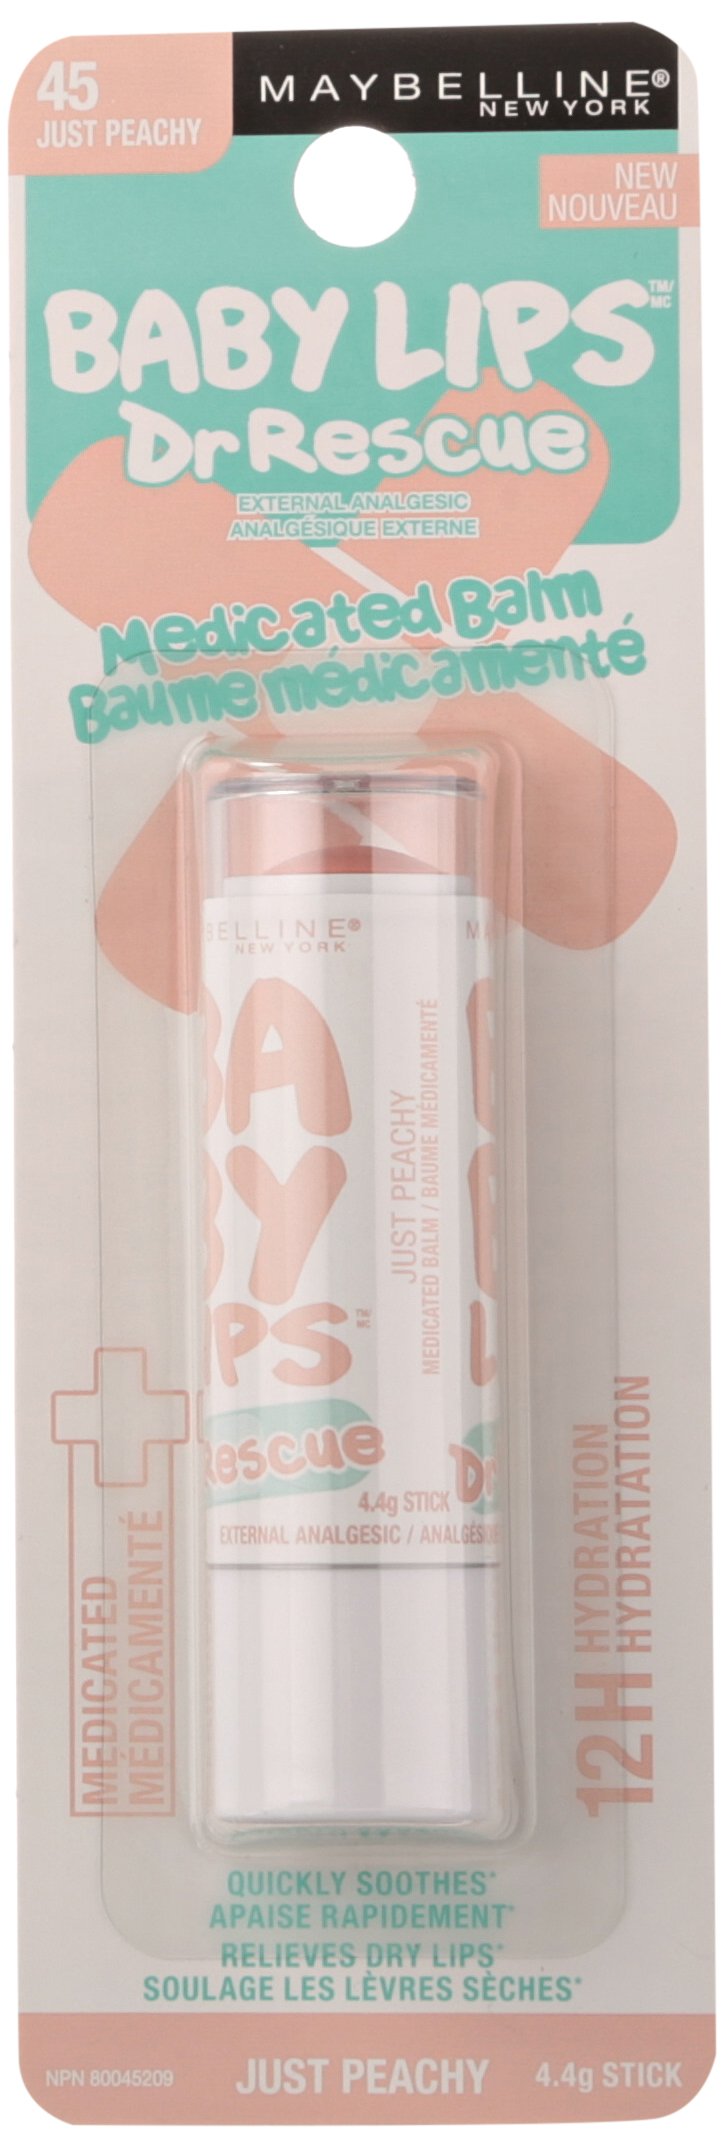 45
JUST PEACHY
MAYBELLINE®
NEW YORK
NEW
NOUVEAU
BABY LIPS TM/MC
Dr Rescue
EXTERNAL ANALGESIC
ANALGÉSIQUE EXTERNE
Medicated Balm
Baume médicamenté
BELLINE®
NEW YORK
MA
BA
BY
IPS
L
JUST PEACHY
MEDICATED BALM / BAUME MÉDICAMENTÉ
Rescue
Dr
4.4g STICK
EXTERNAL ANALGESIC / ANALGÉSIQUE
MEDICATED
MÉDICAMENTÉ
12H HYDRATION
HYDRATATION
QUICKLY SOOTHES*
APAISE RAPIDEMENT*
RELIEVES DRY LIPS*
SOULAGE LES LÈVRES SÈCHES*
NPN 80045209
JUST PEACHY
4.4g STICK